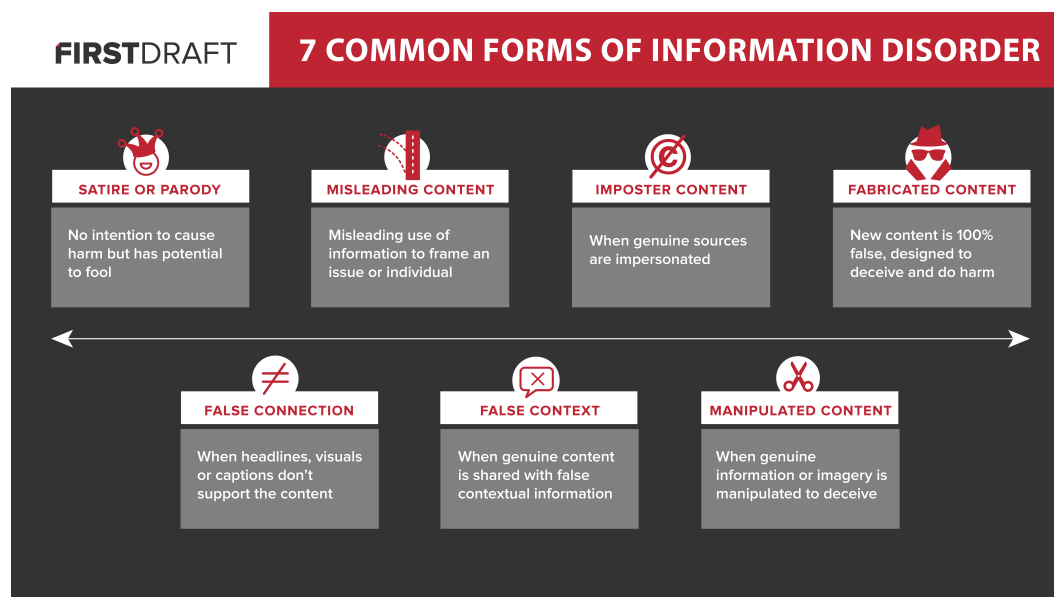 FIRSTDRAFT
7 COMMON FORMS OF INFORMATION DISORDER
SATIRE OR PARODY
No intention to cause
harm but has potential
to fool
MISLEADING CONTENT
Misleading use of
information to frame an
issue or individual
IMPOSTER CONTENT
When genuine sources
are impersonated
FABRICATED CONTENT
New content is 100%
false, designed to
deceive and do harm
FALSE CONNECTION
When headlines, visuals
or captions don’t
support the content
FALSE CONTEXT
When genuine content
is shared with false
contextual information
MANIPULATED CONTENT
When genuine
information or imagery is
manipulated to deceive